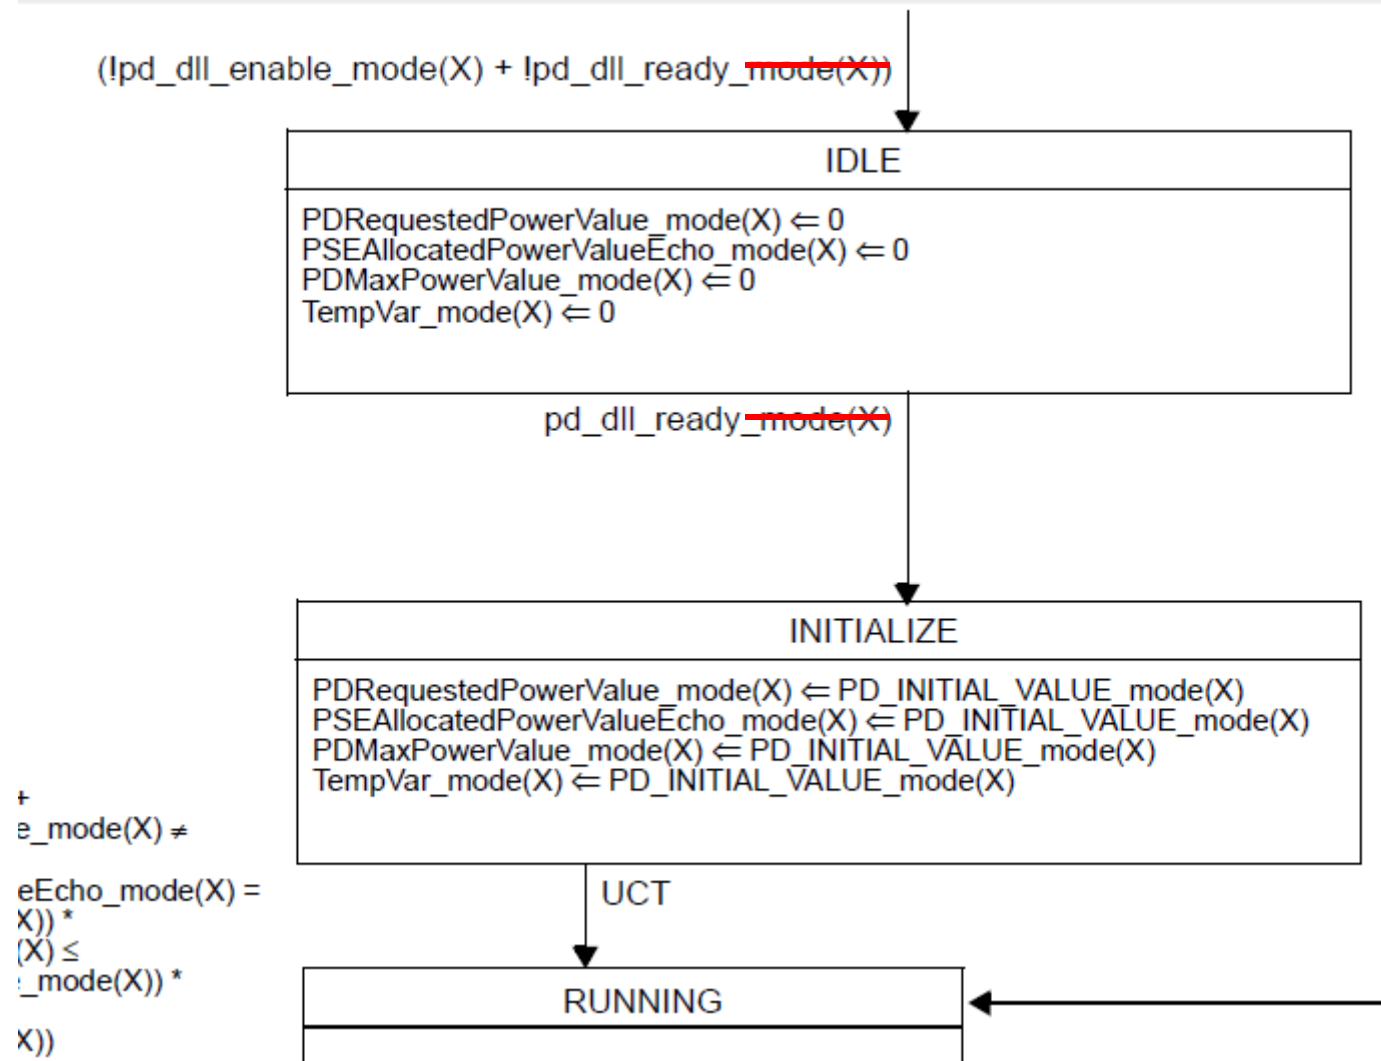 (!pd_dll_enable_mode(X) + !pd_dll_ready_mode(X))
IDLE
PDRequestedPowerValue_mode(X) ⇐ 0
PSEAllocatedPowerValueEcho_mode(X) ⇐ 0
PDMaxPowerValue_mode(X) ⇐ 0
TempVar_mode(X) ⇐ 0
pd_dll_ready_mode(X)
INITIALIZE
PDRequestedPowerValue_mode(X) ⇐ PD_INITIAL_VALUE_mode(X)
PSEAllocatedPowerValueEcho_mode(X) ⇐ PD_INITIAL_VALUE_mode(X)
PDMaxPowerValue_mode(X) ⇐ PD_INITIAL_VALUE_mode(X)
TempVar_mode(X) ⇐ PD_INITIAL_VALUE_mode(X)
+
e_mode(X) ≠
eEcho_mode(X) =
X)) *
(X) ≤
_mode(X)) *
X))
UCT
RUNNING